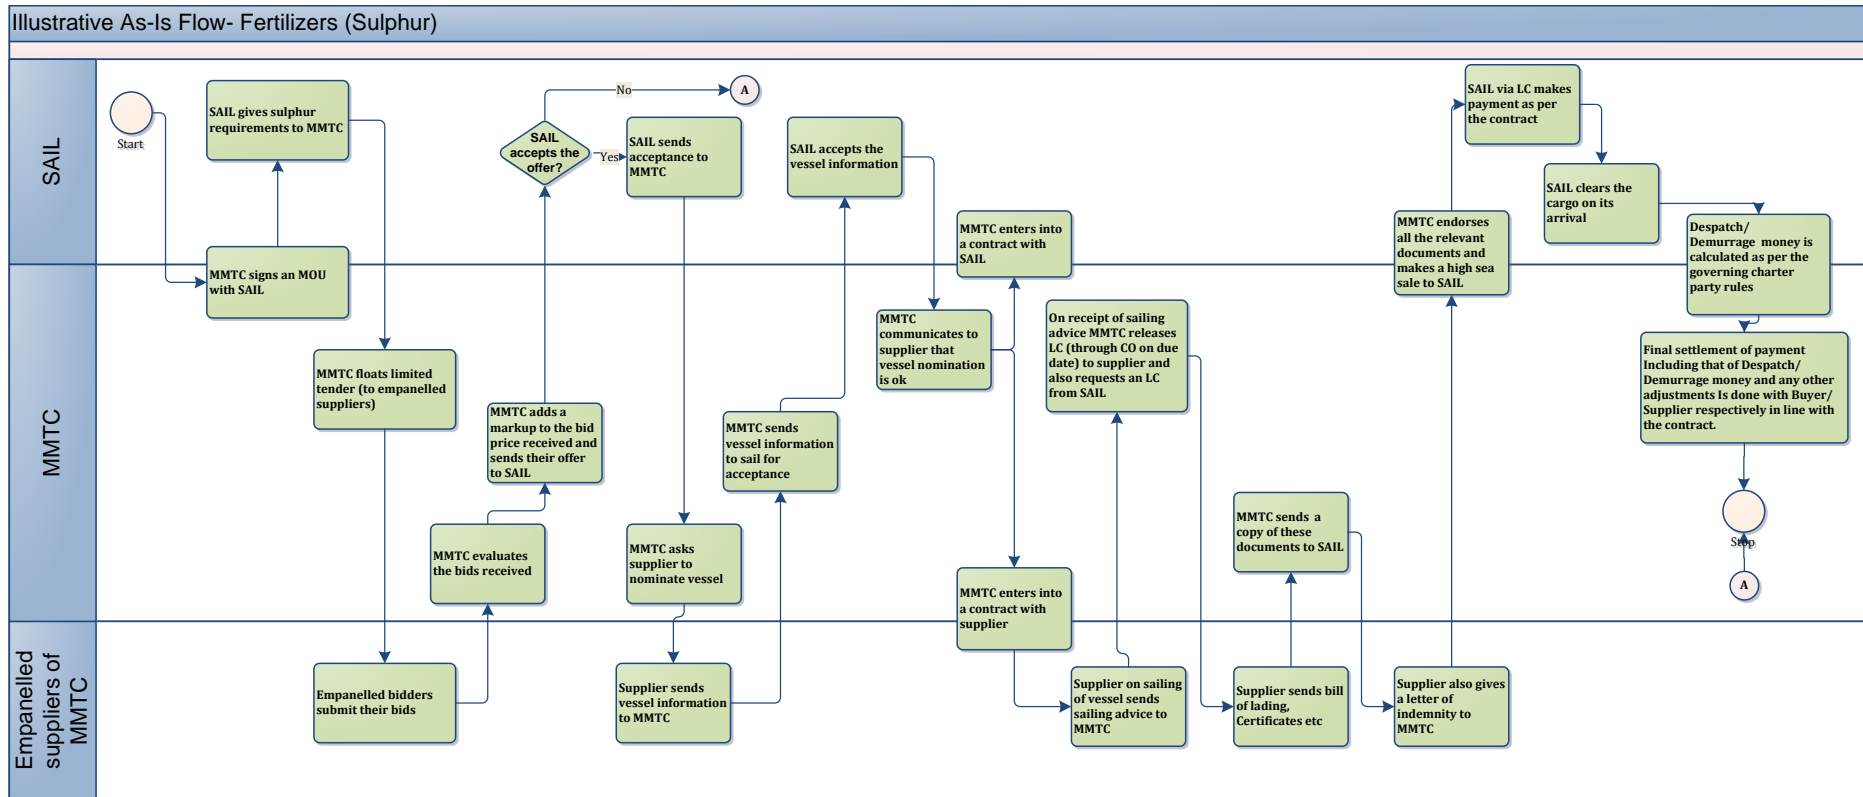 Illustrative As-Is Flow- Fertilizers (Sulphur)
SAIL
Start
SAIL gives sulphur
requirements to MMTC
MMTC signs an MOU
with SAIL
MMTC
MMTC floats limited
tender (to empanelled
suppliers)
Empanelled
suppliers of
MMTC
Empanelled bidders
submit their bids
MMTC evaluates
the bids received
MMTC adds a
markup to the bid
price received and
sends their offer
to SAIL
SAIL
accepts the
offer?
No
A
Yes
SAIL sends
acceptance to
MMTC
MMTC asks
supplier to
nominate vessel
Supplier sends
vessel information
to MMTC
MMTC sends
vessel information
to sail for
acceptance
SAIL accepts the
vessel information
MMTC
communicates to
supplier that
vessel nomination
is ok
MMTC enters into
a contract with
SAIL
MMTC enters into
a contract with
supplier
Supplier on sailing
of vessel sends
sailing advice to
MMTC
On receipt of sailing
advice MMTC releases
LC (through CO on due
date) to supplier and
also requests an LC
from SAIL
Supplier sends bill
of lading,
Certificates etc
MMTC sends a
copy of these
documents to SAIL
Supplier also gives
a letter of
indemnity to
MMTC
MMTC endorses
all the relevant
documents and
makes a high sea
sale to SAIL
SAIL via LC makes
payment as per
the contract
SAIL clears the
cargo on its
arrival
Despatch/
Demurrage money is
calculated as per the
governing charter
party rules
Final settlement of payment
Including that of Despatch/
Demurrage money and any other
adjustments Is done with Buyer/
Supplier respectively in line with
the contract.
Stop
A